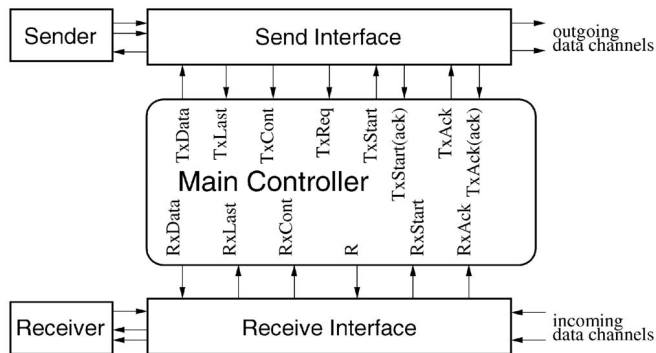 Sender
Send Interface
outgoing
data channels
TxData
TxLast
TxCont
TxReq
TxStart
TxStart(ack)
TxAck
TxAck(ack)
Main Controller
RxData
RxLast
RxCont
R
RxStart
RxAck
Receiver
Receive Interface
incoming
data channels